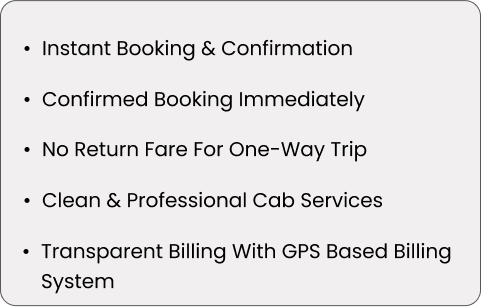 • Instant Booking & Confirmation
• Confirmed Booking Immediately
• No Return Fare For One-Way Trip
• Clean & Professional Cab Services
• Transparent Billing With GPS Based Billing
System